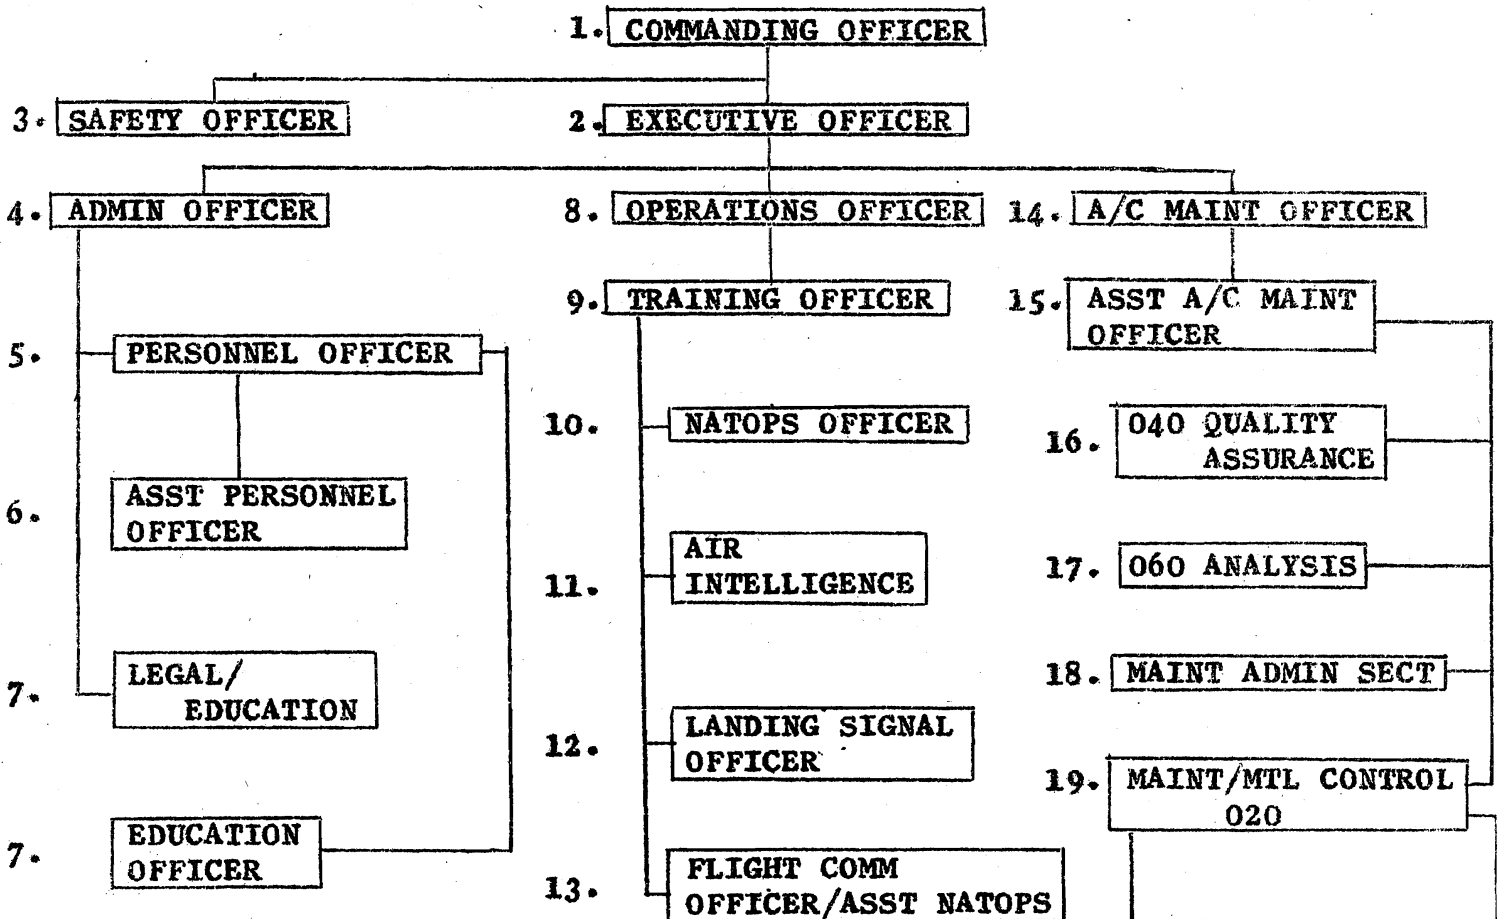 1. COMMANDING OFFICER
3. SAFETY OFFICER
2. EXECUTIVE OFFICER
4. ADMIN OFFICER
8. OPERATIONS OFFICER
14. A/C MAINT OFFICER
9. TRAINING OFFICER
15. ASST A/C MAINT
OFFICER
5. PERSONNEL OFFICER
10. NATOPS OFFICER
16. 040 QUALITY
ASSURANCE
6. ASST PERSONNEL
OFFICER
11. AIR
INTELLIGENCE
17. 060 ANALYSIS
7. LEGAL/
EDUCATION
12. LANDING SIGNAL
OFFICER
18. MAINT ADMIN SECT
19. MAINT/MTL CONTROL
020
7. EDUCATION
OFFICER
13. FLIGHT COMM
OFFICER/ASST NATOPS